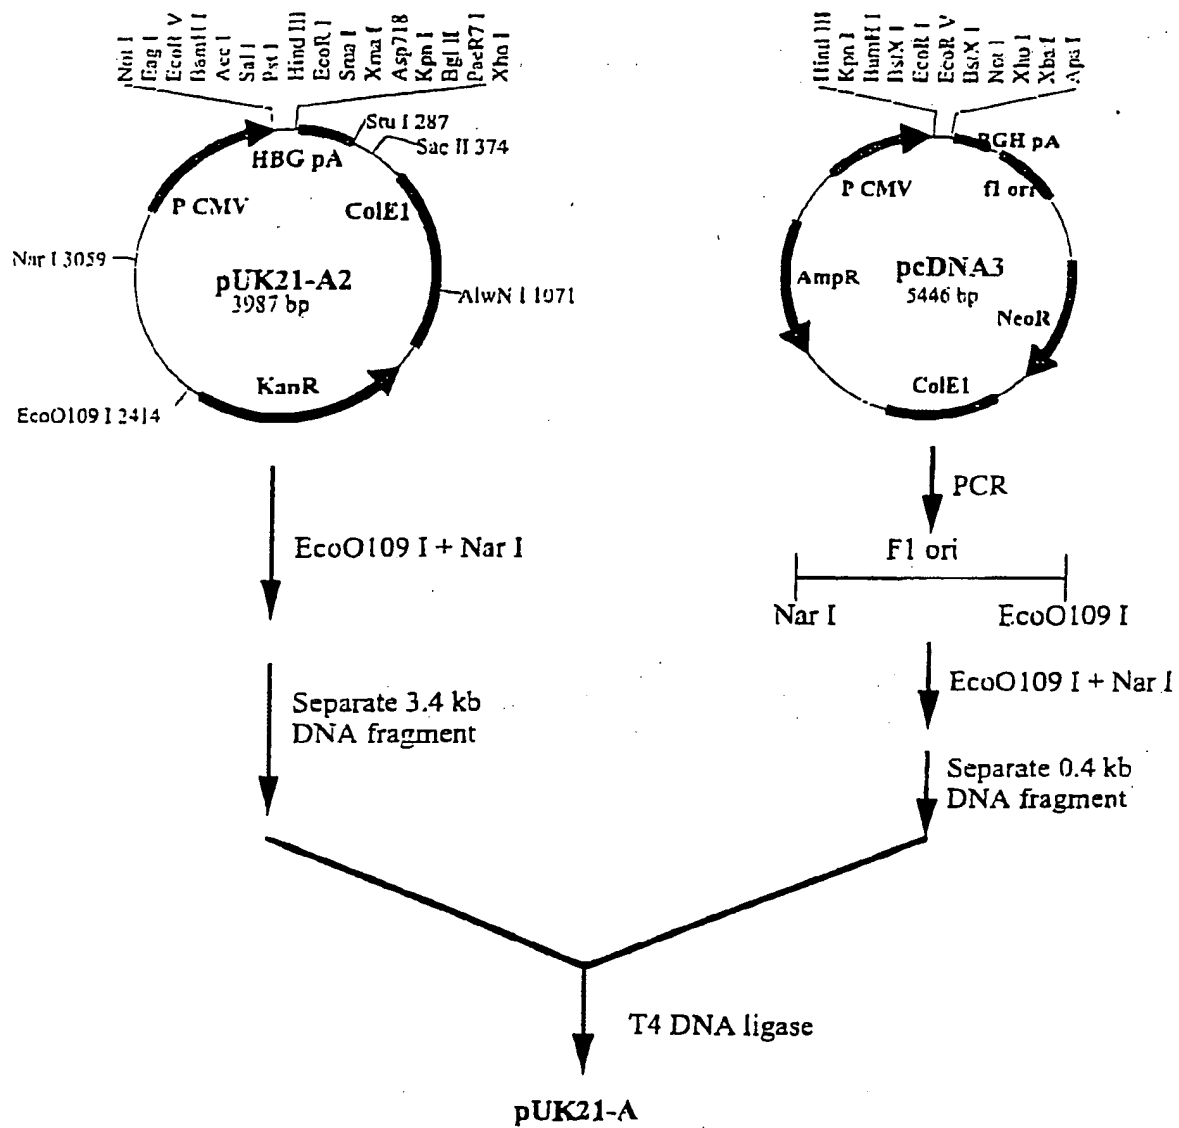 Not I
Eag I
EcoR V
BamH I
Acc I
Sal I
Pst I
Hind III
EcoR I
Sma I
Xma I
Asp718
Kpn I
Bgl II
PaeR7 I
Xho I
Stu I 287
Sac II 374
HBG pA
P CMV
ColE1
Nar I 3059
pUK21-A2
3987 bp
AlwN I 1071
KanR
EcoO109 I 2414
Hind III
Kpn I
BamH I
BstX I
EcoR I
EcoR V
BstX I
Not I
Xho I
Xba I
Apa I
BGH pA
P CMV
f1 ori
AmpR
pcDNA3
5446 bp
NeoR
ColE1
EcoO109 I + Nar I
Separate 3.4 kb
DNA fragment
PCR
F1 ori
Nar I
EcoO109 I
EcoO109 I + Nar I
Separate 0.4 kb
DNA fragment
T4 DNA ligase
pUK21-A